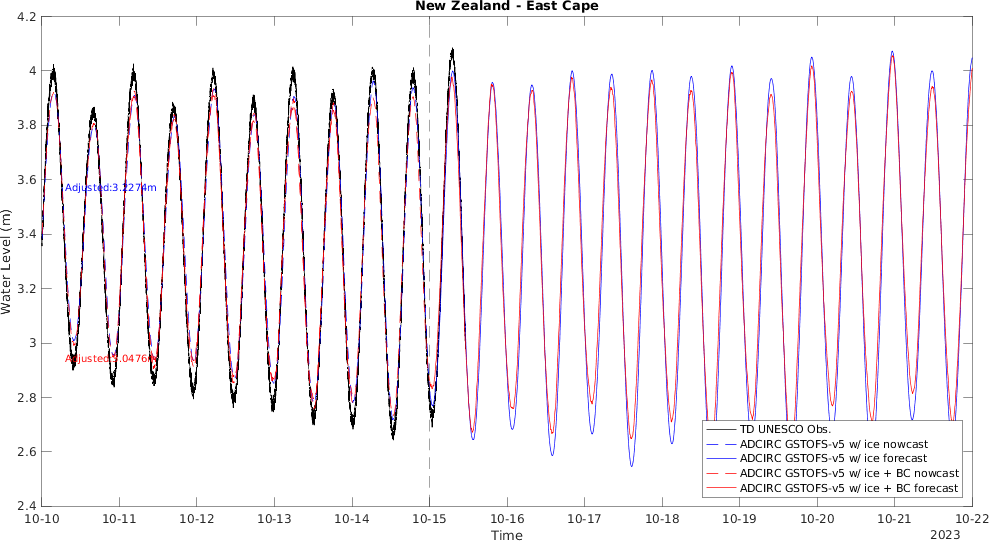 New Zealand - East Cape
4.2
4
3.8
3.6
3.4
3.2
3
2.8
2.6
2.4
Water Level (m)
Adjusted:3.2274m
Adjusted:3.0476m
TD UNESCO Obs.
ADCIRC GSTOFS-v5 w/ ice nowcast
ADCIRC GSTOFS-v5 w/ ice forecast
ADCIRC GSTOFS-v5 w/ ice + BC nowcast
ADCIRC GSTOFS-v5 w/ ice + BC forecast
10-10 10-11 10-12 10-13 10-14 10-15 10-16 10-17 10-18 10-19 10-20 10-21 10-22
Time
2023